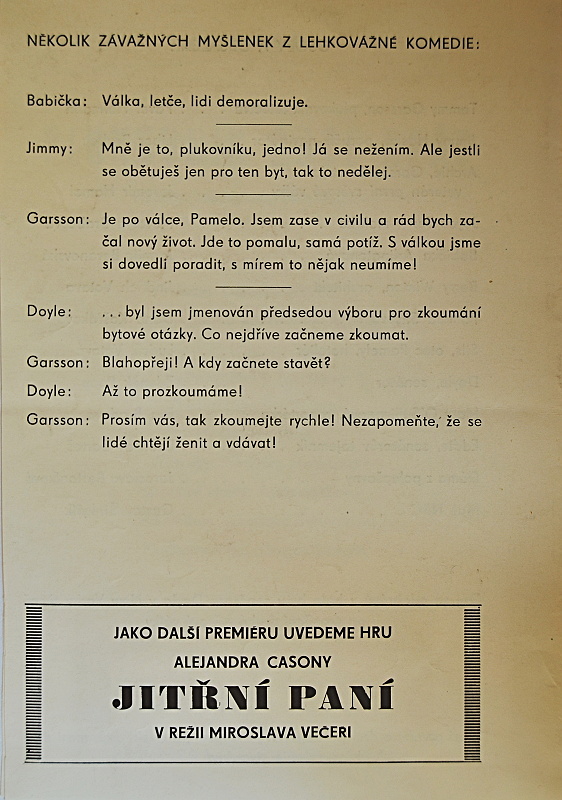 NĚKOLIK ZÁVAŽNÝCH MYŠLENEK Z LEHKOVÁŽNÉ KOMEDIE:
Babička: Válka, letče, lidi demoralizuje.
Jimmy: Mně je to, plukovníku, jedno! Já se nežením. Ale jestli
se obětuješ jen pro ten byt, tak to nedělej.
Garsson: Je po válce, Pamelo. Jsem zase v civilu a rád bych za-
čal nový život. Jde to pomalu, samá potíž. S válkou jsme
si dovedli poradit, s mírem to nějak neumíme!
Doyle: ... byl jsem jmenován předsedou výboru pro zkoumání
bytové otázky. Co nejdříve začneme zkoumat.
Garsson: Blahopřeji! A kdy začnete stavět?
Doyle: Až to prozkoumáme!
Garsson: Prosím vás, tak zkoumejte rychle! Nezapomeňte, že se
lidé chtějí ženit a vdávat!
JAKO DALŠÍ PREMIÉRU UVEDEME HRU
ALEJANDRA CASONY
JITŘNÍ PANÍ
V REŽII MIROSLAVA VEČERI